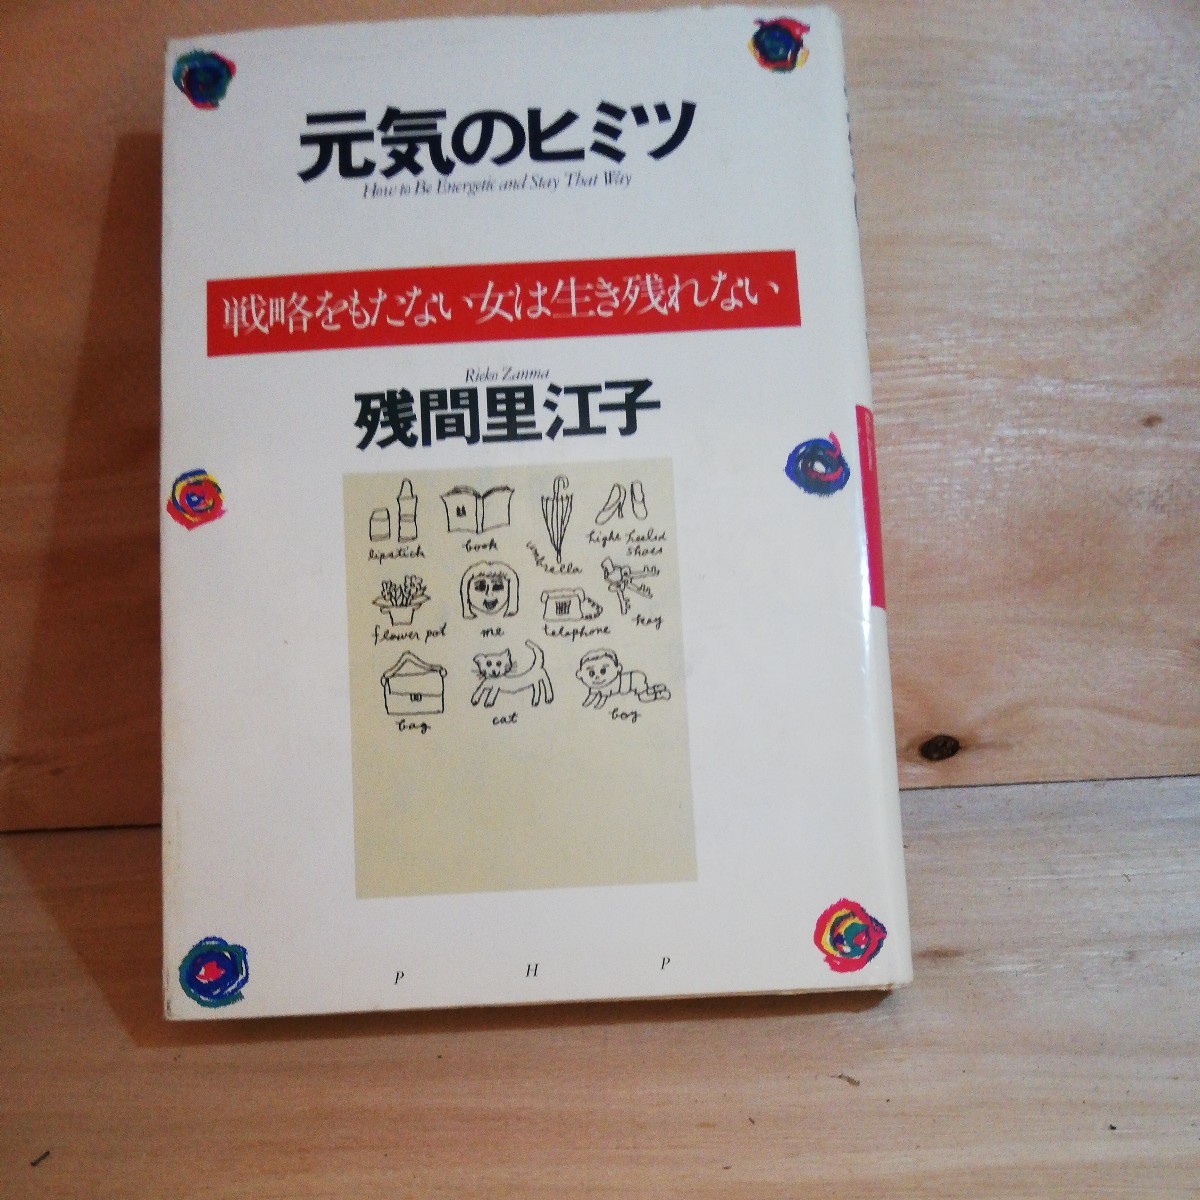 元気のヒミツ
How to Be Energetic and Stay That Way
戦略をもたない女は生き残れない
Rieko Zanma
残間里江子
lipstick
book
umbrella
hight heeled
shoes
flower pot
me
telephone
key
bag
cat
boy
P H P